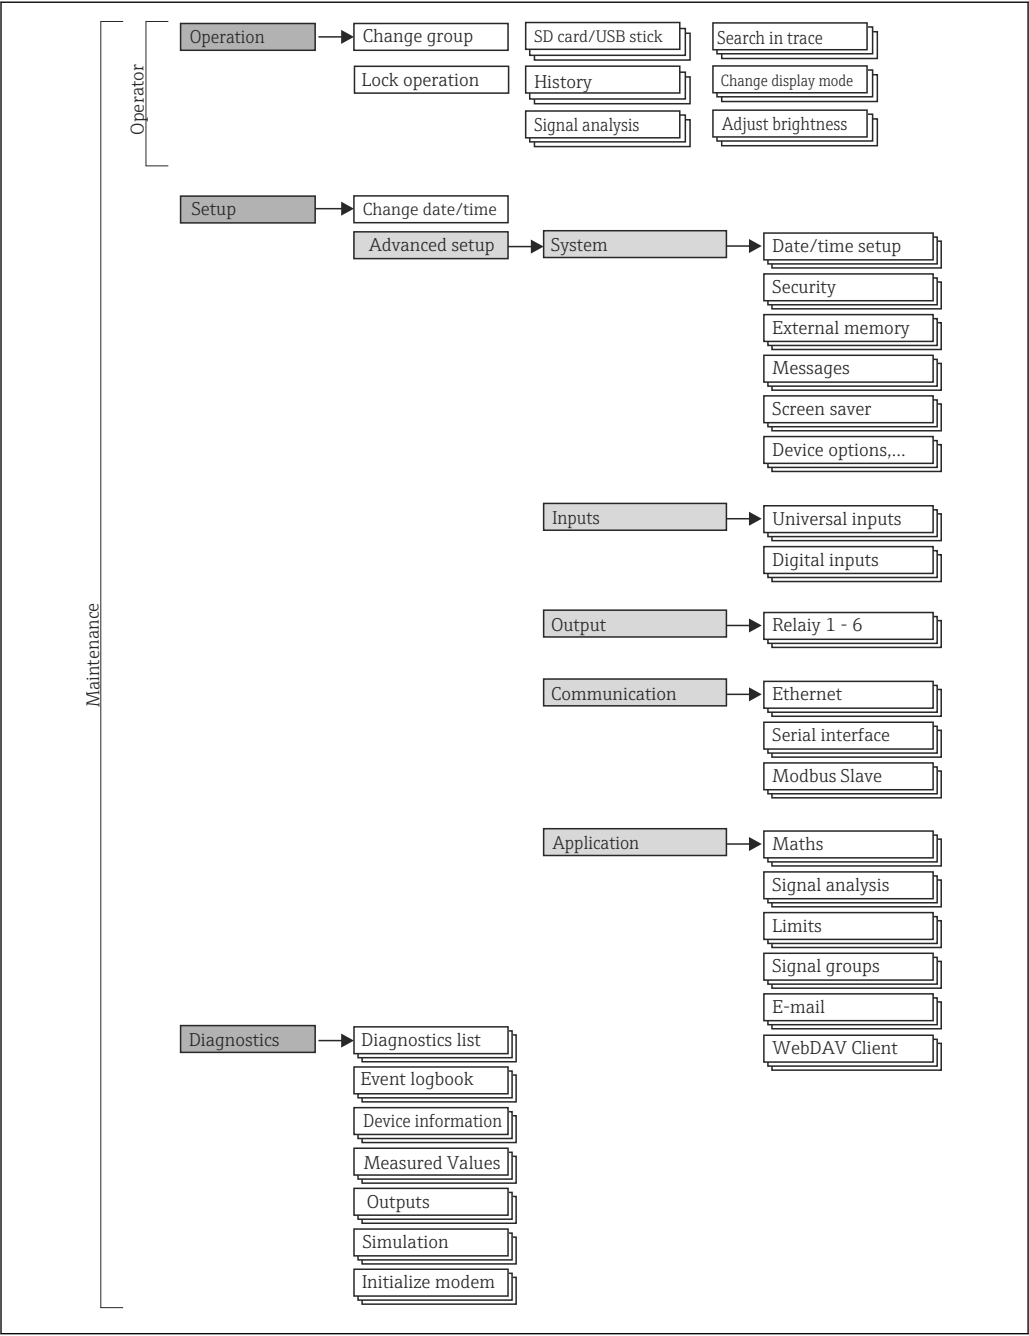 Operator
Maintenance
Operation
Change group
SD card/USB stick
Search in trace
Lock operation
History
Change display mode
Signal analysis
Adjust brightness
Setup
Change date/time
Advanced setup
System
Date/time setup
Security
External memory
Messages
Screen saver
Device options,...
Inputs
Universal inputs
Digital inputs
Output
Relaiy 1 - 6
Communication
Ethernet
Serial interface
Modbus Slave
Application
Maths
Signal analysis
Limits
Signal groups
E-mail
WebDAV Client
Diagnostics
Diagnostics list
Event logbook
Device information
Measured Values
Outputs
Simulation
Initialize modem